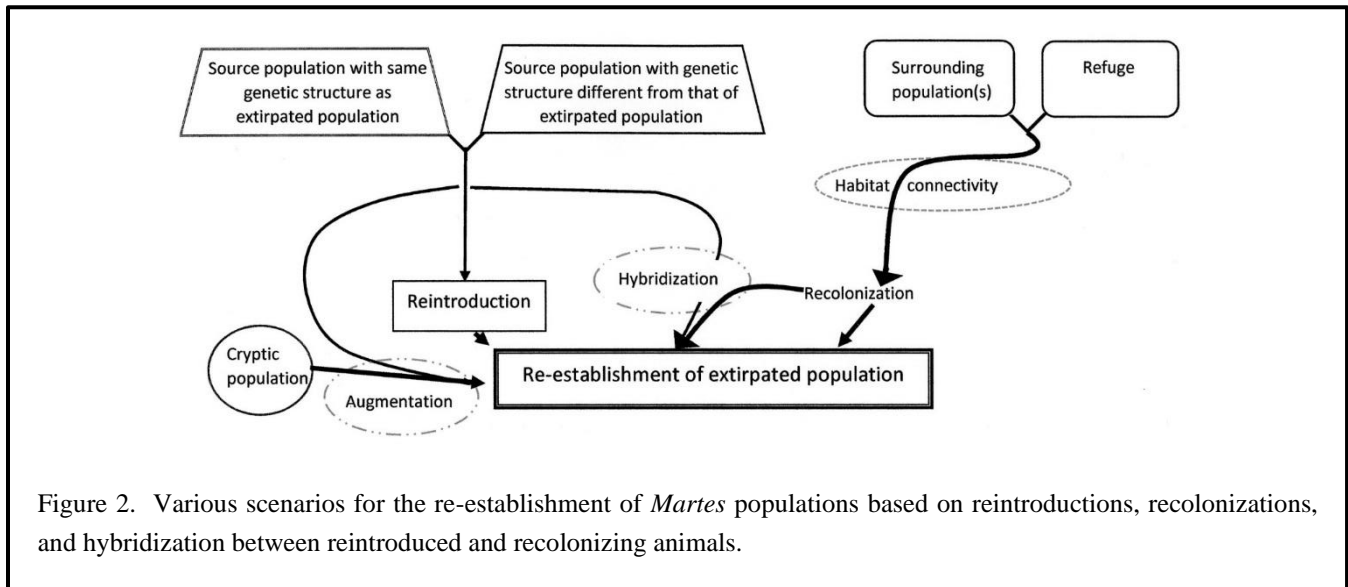 Source population with same
genetic structure as
extirpated population
Source population with genetic
structure different from that of
extirpated population
Surrounding
population(s)
Refuge
Habitat connectivity
Hybridization
Recolonization
Reintroduction
Cryptic
population
Augmentation
Re-establishment of extirpated population
Figure 2. Various scenarios for the re-establishment of Martes populations based on reintroductions, recolonizations,
and hybridization between reintroduced and recolonizing animals.